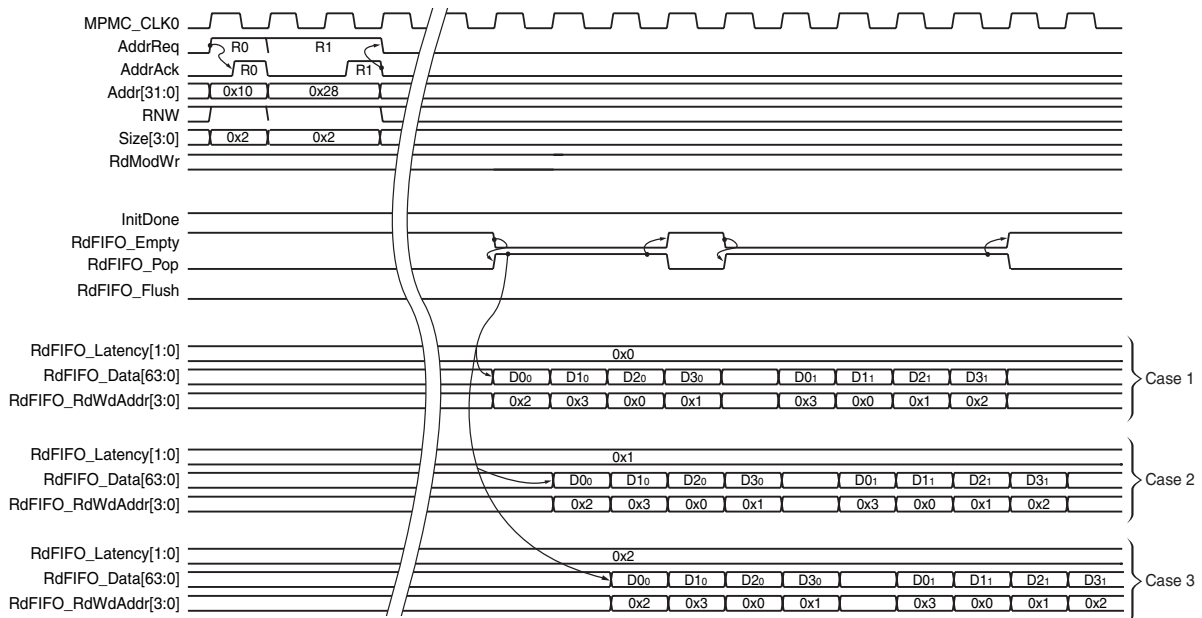 MPMC_CLK0
AddrReq R0 R1
AddrAck R0 R1
Addr[31:0] 0x10 0x28
RNW
Size[3:0] 0x2 0x2
RdModWr
InitDone
RdFIFO_Empty
RdFIFO_Pop
RdFIFO_Flush
RdFIFO_Latency[1:0] 0x0
RdFIFO_Data[63:0] D0₀ D1₀ D2₀ D3₀ D0₁ D1₁ D2₁ D3₁ Case 1
RdFIFO_RdWdAddr[3:0] 0x2 0x3 0x0 0x1 0x3 0x0 0x1 0x2
RdFIFO_Latency[1:0] 0x1
RdFIFO_Data[63:0] D0₀ D1₀ D2₀ D3₀ D0₁ D1₁ D2₁ D3₁ Case 2
RdFIFO_RdWdAddr[3:0] 0x2 0x3 0x0 0x1 0x3 0x0 0x1 0x2
RdFIFO_Latency[1:0] 0x2
RdFIFO_Data[63:0] D0₀ D1₀ D2₀ D3₀ D0₁ D1₁ D2₁ D3₁ Case 3
RdFIFO_RdWdAddr[3:0] 0x2 0x3 0x0 0x1 0x3 0x0 0x1 0x2